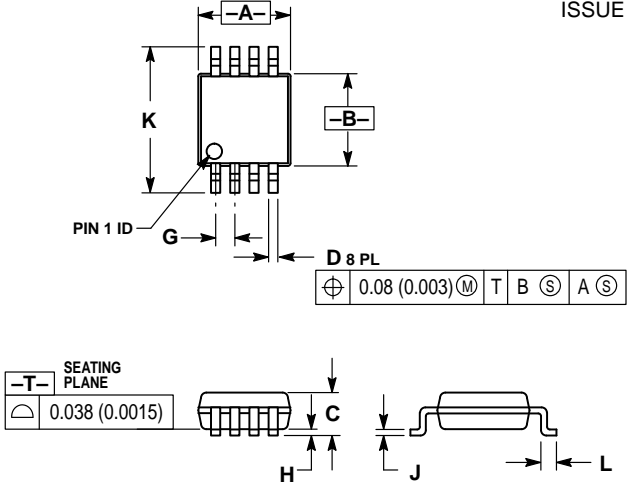 ISSUE
–A–
K
–B–
PIN 1 ID
G
D 8 PL
⌖ 0.08 (0.003) Ⓜ T B Ⓢ A Ⓢ
–T– SEATING
PLANE
⌓ 0.038 (0.0015)
C
H
J
L